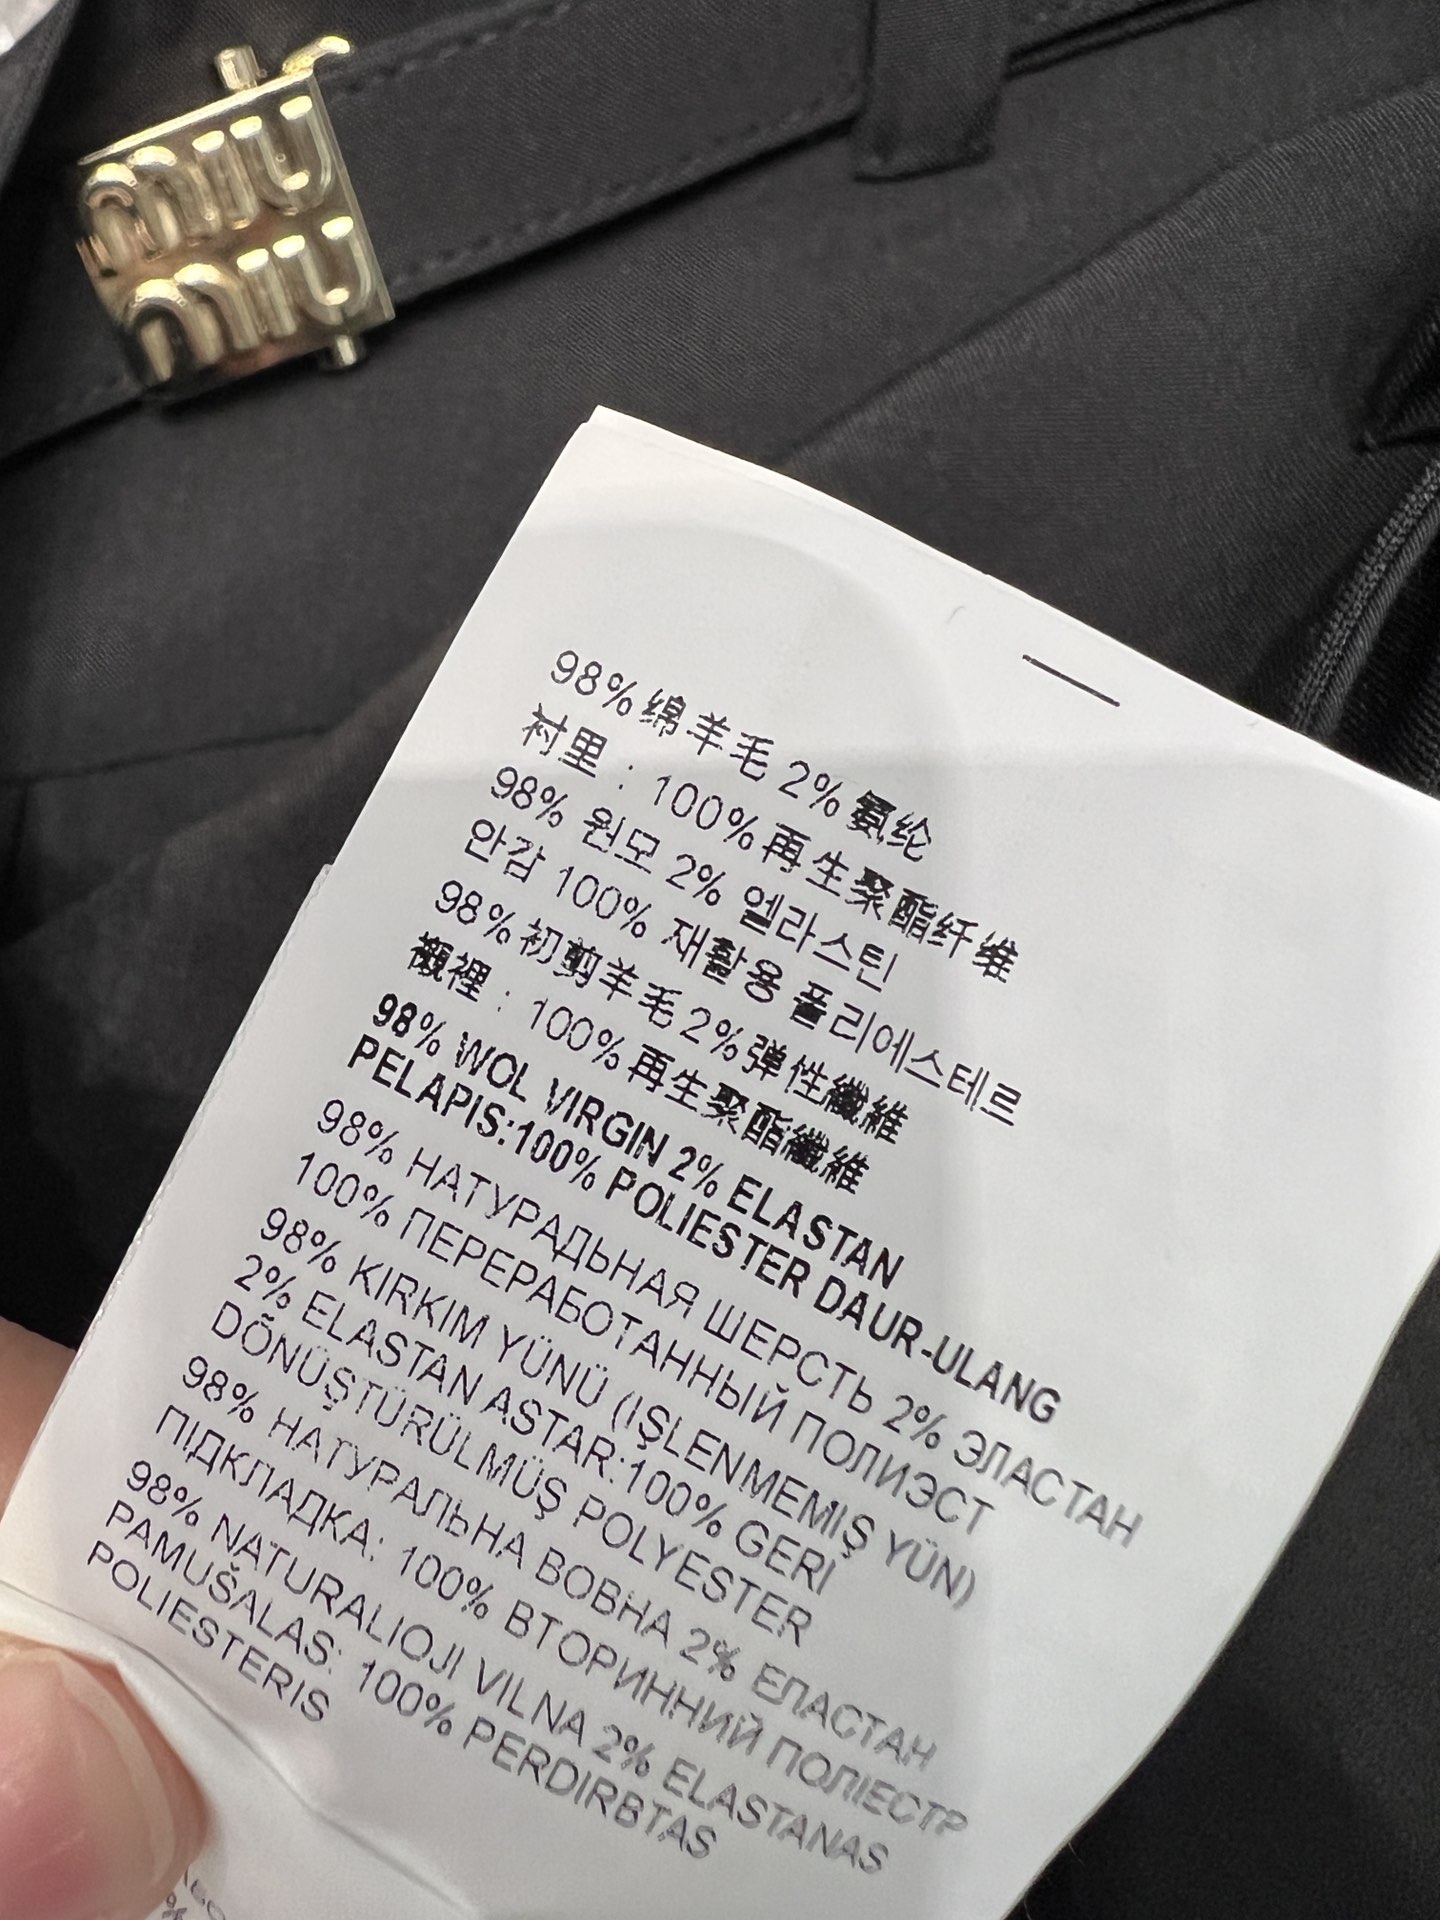 miu
miu
98%绵羊毛 2%氨纶
衬里：100%再生聚酯纤维
98% 원모 2% 엘라스틴
안감 100% 재활용 폴리에스테르
98%初剪羊毛 2%弹性纖維
襯裡：100%再生聚酯纖維
98% WOL VIRGIN 2% ELASTAN
PELAPIS:100% POLIESTER DAUR-ULANG
98% НАТУРАДЬНАЯ ШЕРСТЬ 2% ЭЛАСТАН
100% ПЕРЕРАБОТАННЫЙ ПОЛИЭСТ
98% KIRKIM YÜNÜ (IŞLENMEMIŞ YÜN)
2% ELASTAN ASTAR:100% GERI
DÕNÜŞTÜRÜLMÜŞ POLYESTER
98% НАТУРАЛЬНА ВОВНА 2% ЕЛАСТАН
ПІДКЛАДКА: 100% ВТОРИННИЙ ПОЛІЕСТР
98% NATURALIOJI VILNA 2% ELASTANAS
PAMUŠALAS: 100% PERDIRBTAS
POLIESTERIS